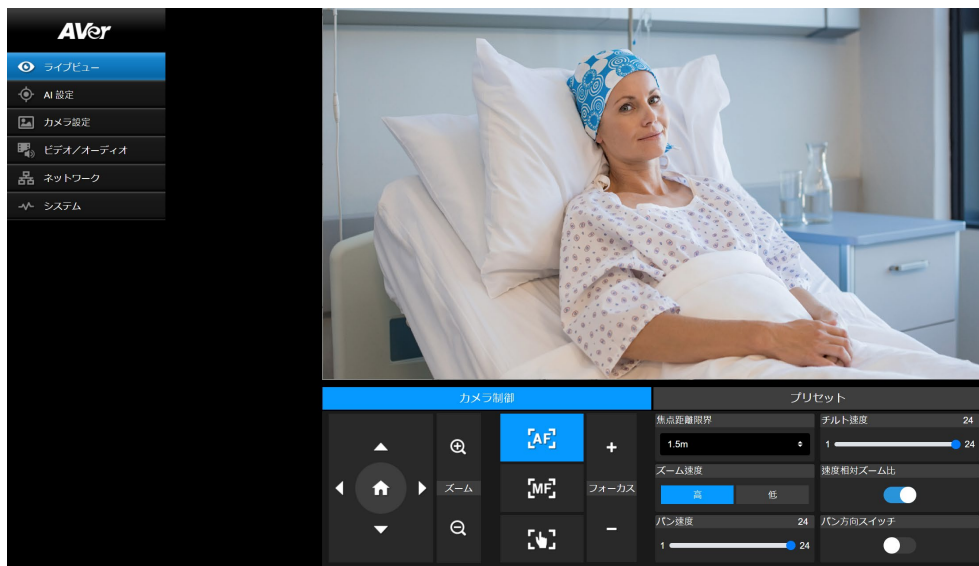 AVer
ライブビュー
AI 設定
カメラ設定
ビデオ／オーディオ
ネットワーク
システム
カメラ制御
プリセット
ズーム
AF
MF
+
フォーカス
−
焦点距離限界
1.5m
ズーム速度
高
低
パン速度 24
1 24
チルト速度 24
1 24
速度相対ズーム比
パン方向スイッチ